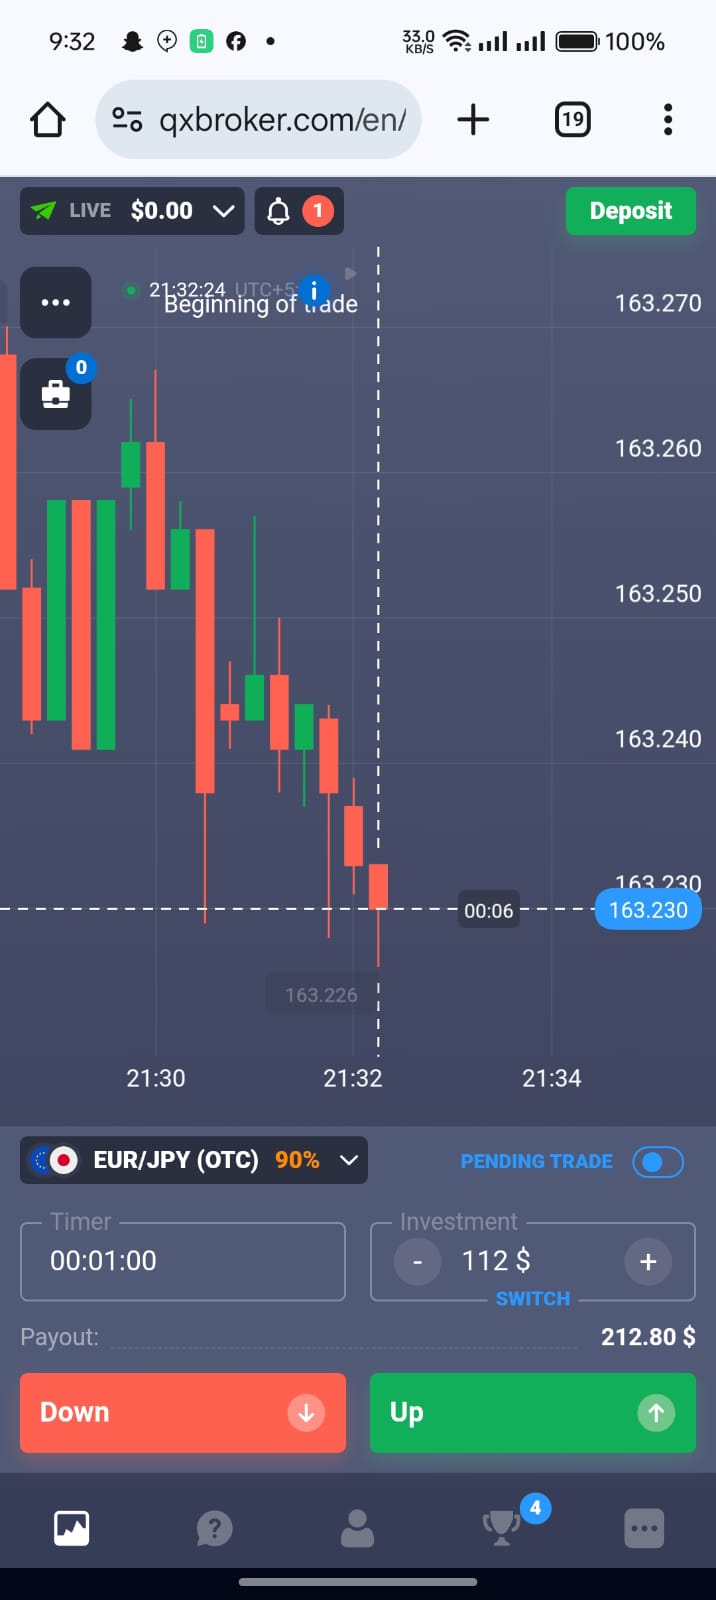 9:32
33.0 KB/S
100%
qxbroker.com/en/
19
LIVE $0.00
1
Deposit
21:32:24 UTC+5:
Beginning of trade
163.270
0
163.260
163.250
163.240
163.230
00:06
163.230
163.226
21:30 21:32 21:34
EUR/JPY (OTC) 90%
PENDING TRADE
Timer
Investment
00:01:00
- 112 $ +
SWITCH
Payout: 212.80 $
Down
Up
4